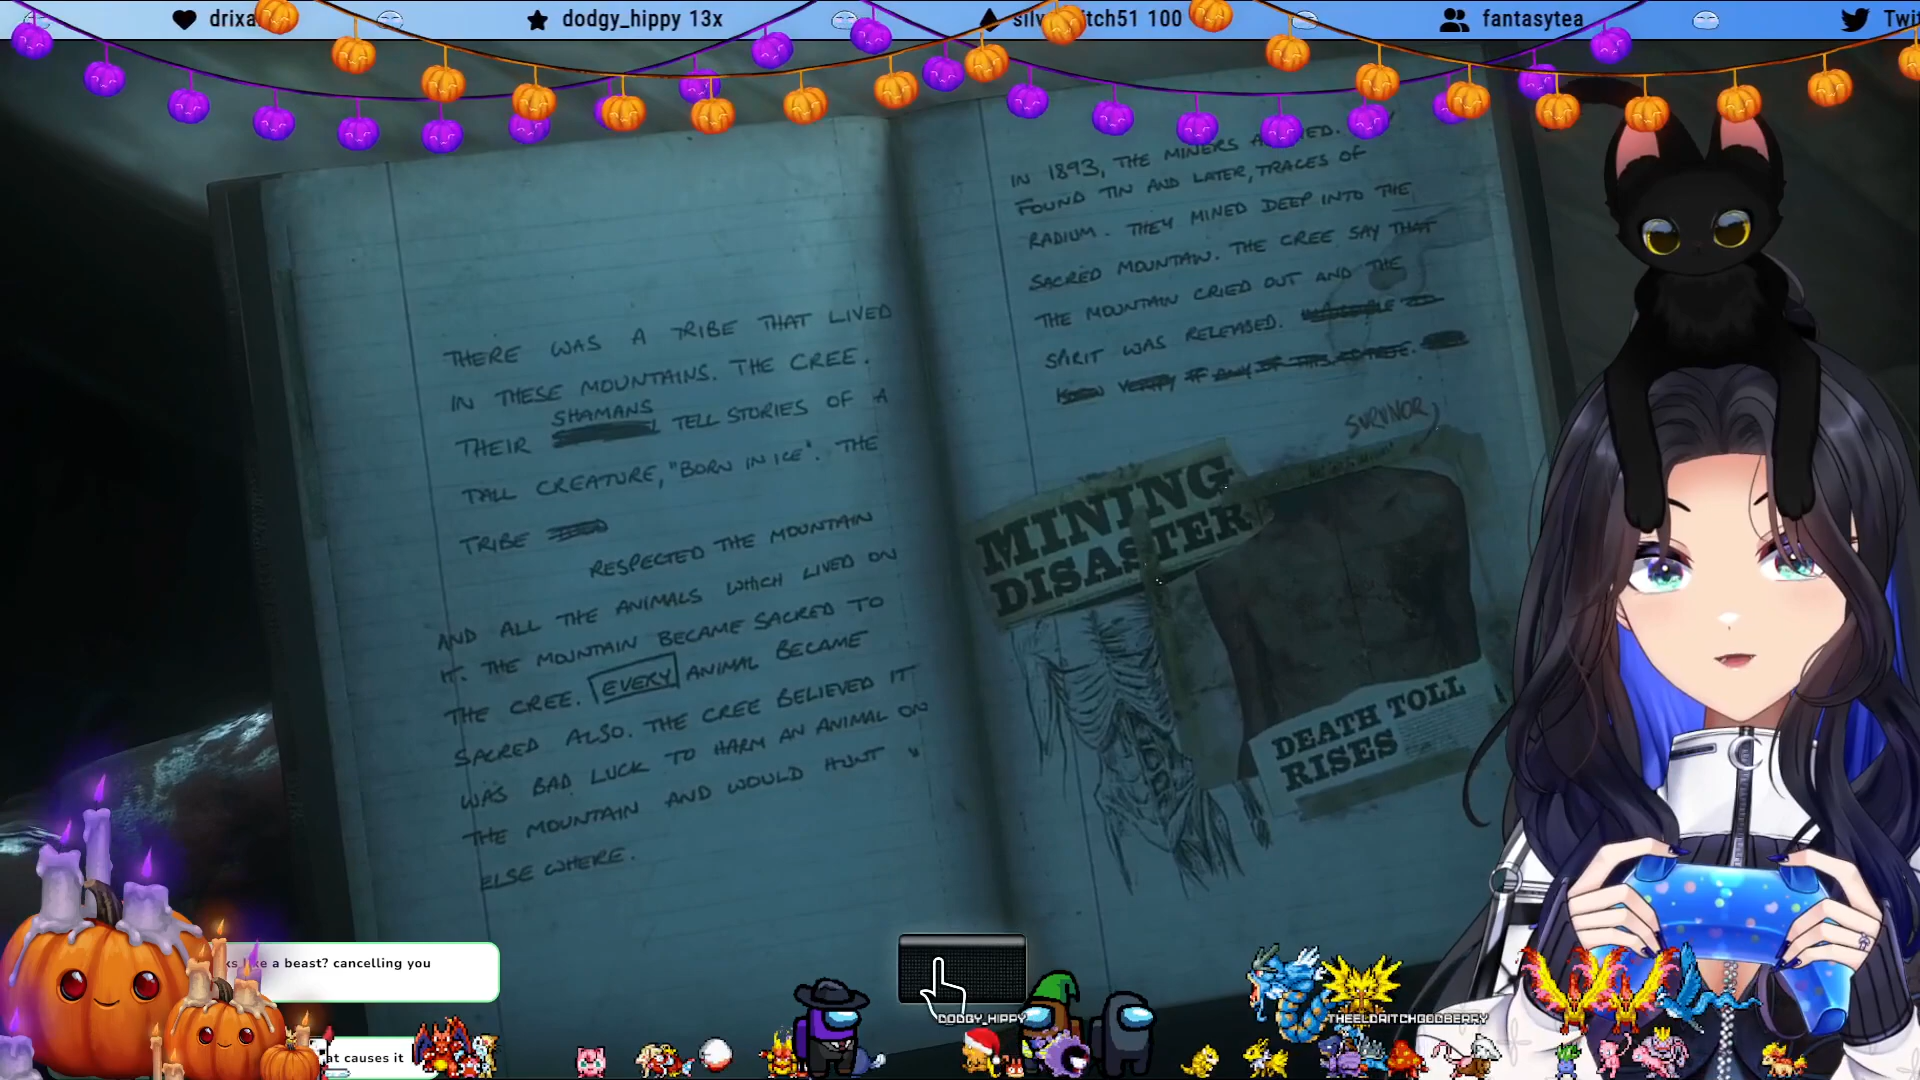 drixa
dodgy_hippy 13x
fantasytea
THERE WAS A TRIBE THAT LIVED
IN THESE MOUNTAINS. THE CREE.
SHAMANS
THEIR TELL STORIES OF A
TALL CREATURE, "BORN IN ICE". THE
TRIBE
RESPECTED THE MOUNTAIN
AND ALL THE ANIMALS WHICH LIVED ON
IT. THE MOUNTAIN BECAME SACRED TO
THE CREE. EVERY ANIMAL BECAME
SACRED ALSO. THE CREE BELIEVED IT
WAS BAD LUCK TO HARM AN ANIMAL ON
THE MOUNTAIN AND WOULD HUNT
ELSE WHERE.
IN 1893, THE MINERS
FOUND TIN AND LATER, TRACES OF
RADIUM. THEY MINED DEEP INTO THE
SACRED MOUNTAIN. THE CREE SAY THAT
THE MOUNTAIN CRIED OUT AND THE
SPIRIT WAS RELEASED.
SURVIVOR
MINING
DISASTER
DEATH TOLL
RISES
a beast? cancelling you
at causes it
DODGY_HIPPY
THEELDRITCHGODBERRY